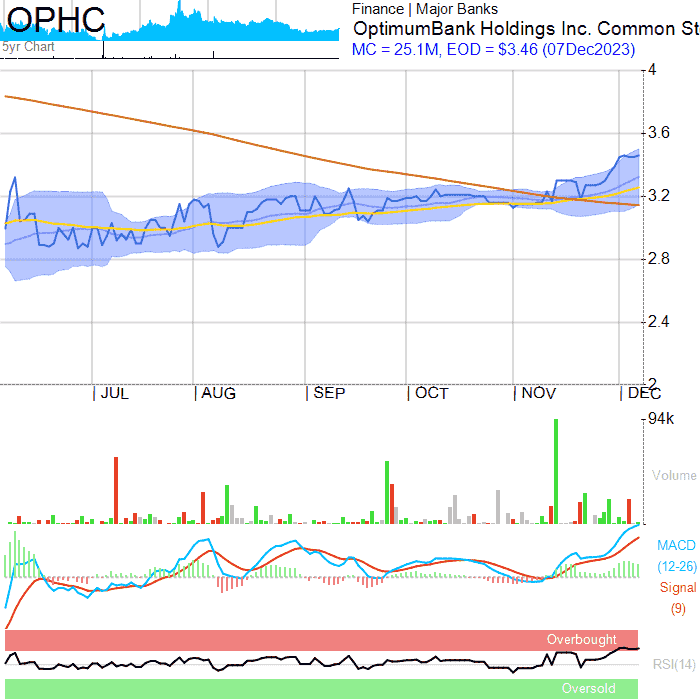 OPHC
5yr Chart
Finance | Major Banks
OptimumBank Holdings Inc. Common St
MC = 25.1M, EOD = $3.46 (07Dec2023)
4
3.6
3.2
2.8
2.4
2
JUL AUG SEP OCT NOV DEC
94k
Volume
MACD
(12-26)
Signal
(9)
Overbought
RSI(14)
Oversold